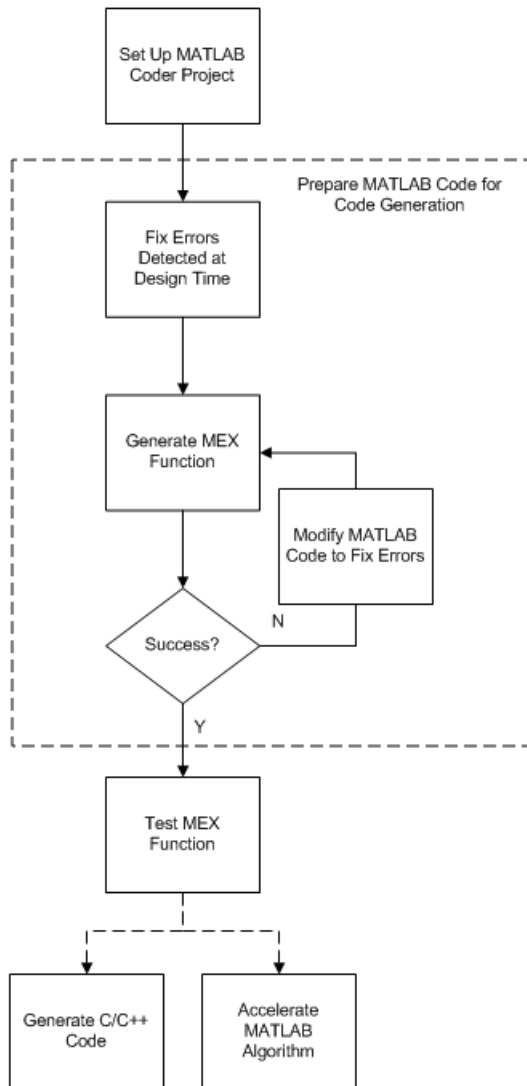 Set Up MATLAB
Coder Project
Prepare MATLAB Code for
Code Generation
Fix Errors
Detected at
Design Time
Generate MEX
Function
Modify MATLAB
Code to Fix Errors
N
Success?
Y
Test MEX
Function
Generate C/C++
Code
Accelerate
MATLAB
Algorithm